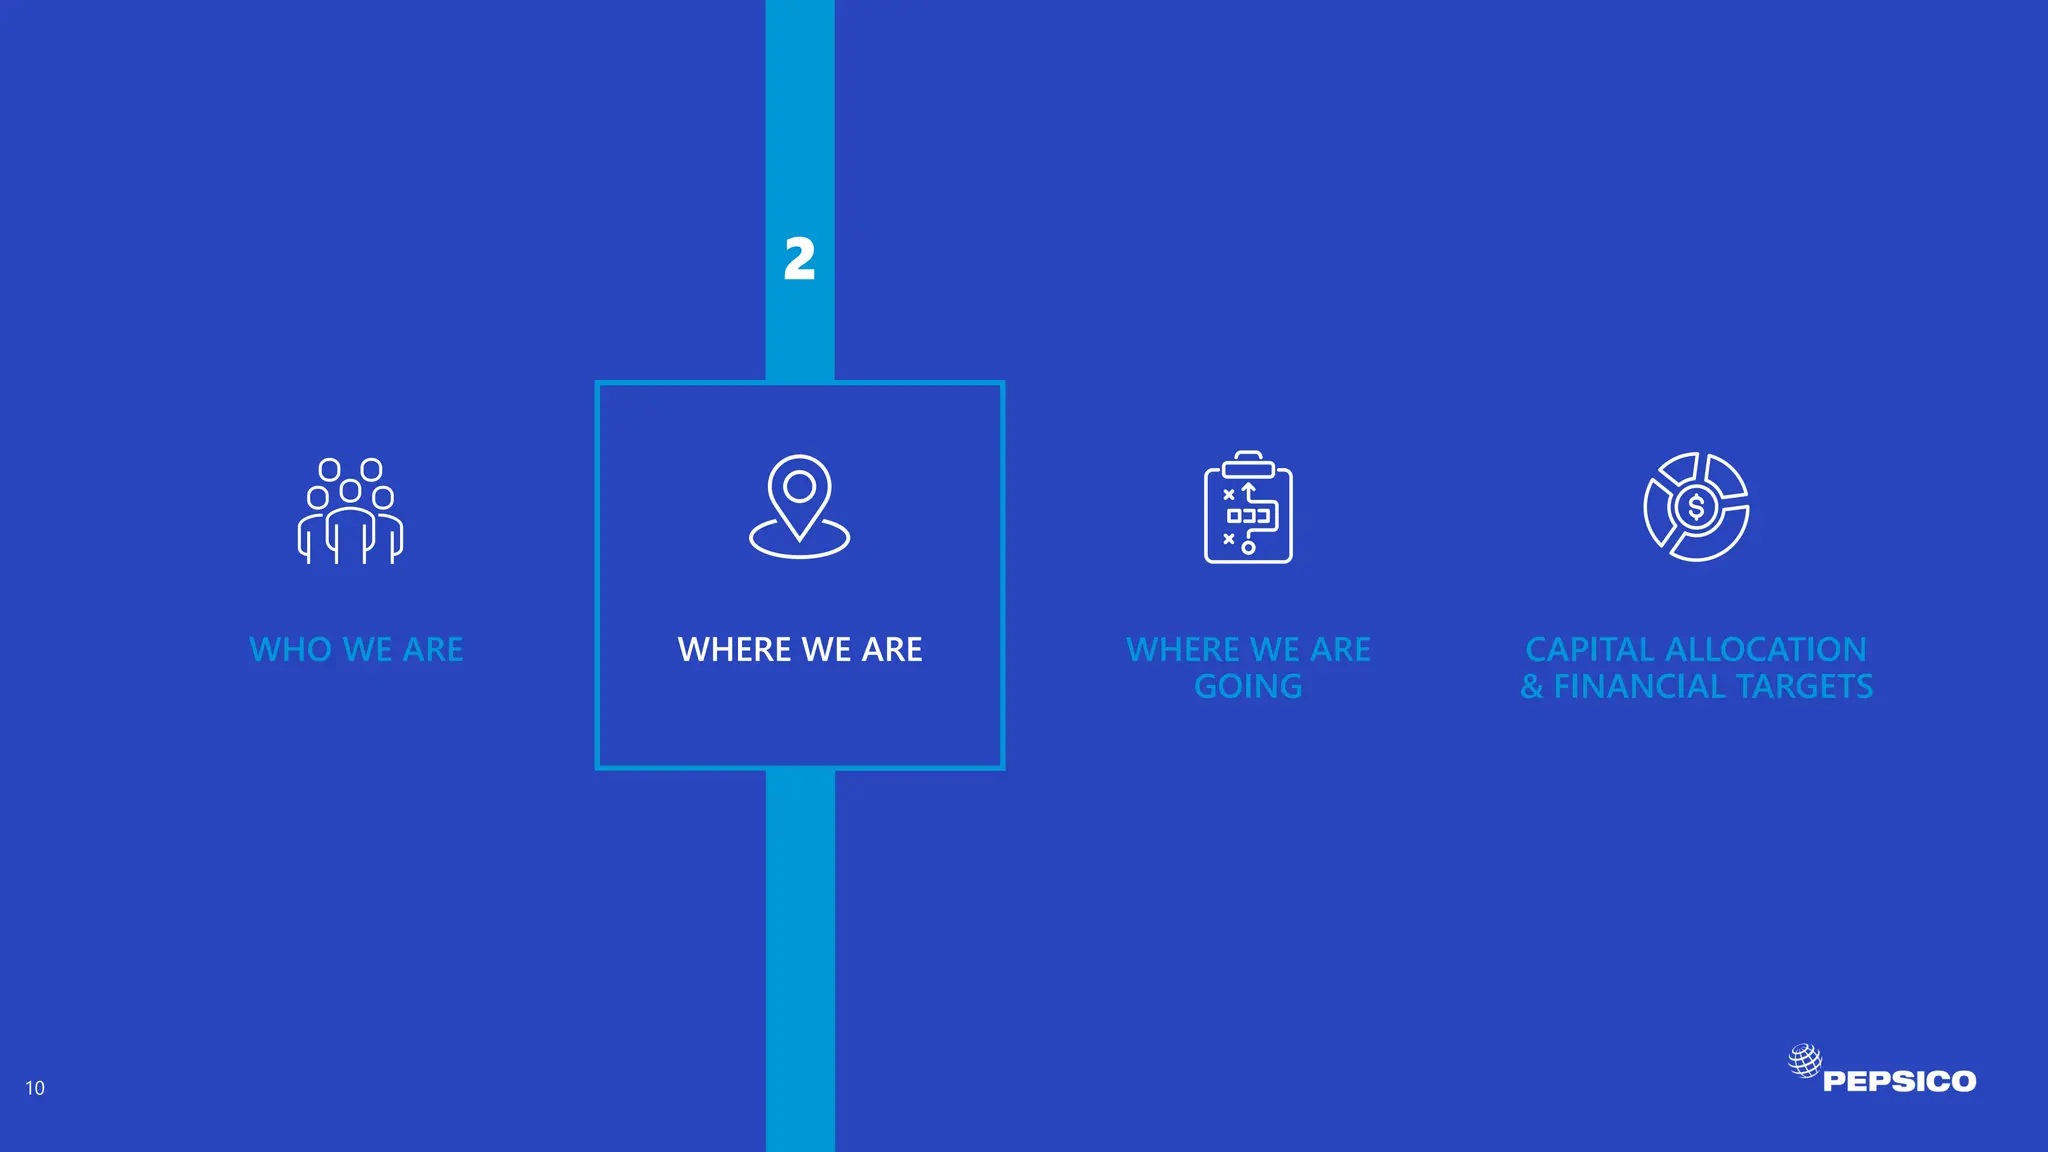 2
WHO WE ARE
WHERE WE ARE
WHERE WE ARE
GOING
$
CAPITAL ALLOCATION
& FINANCIAL TARGETS
10
PEPSICO